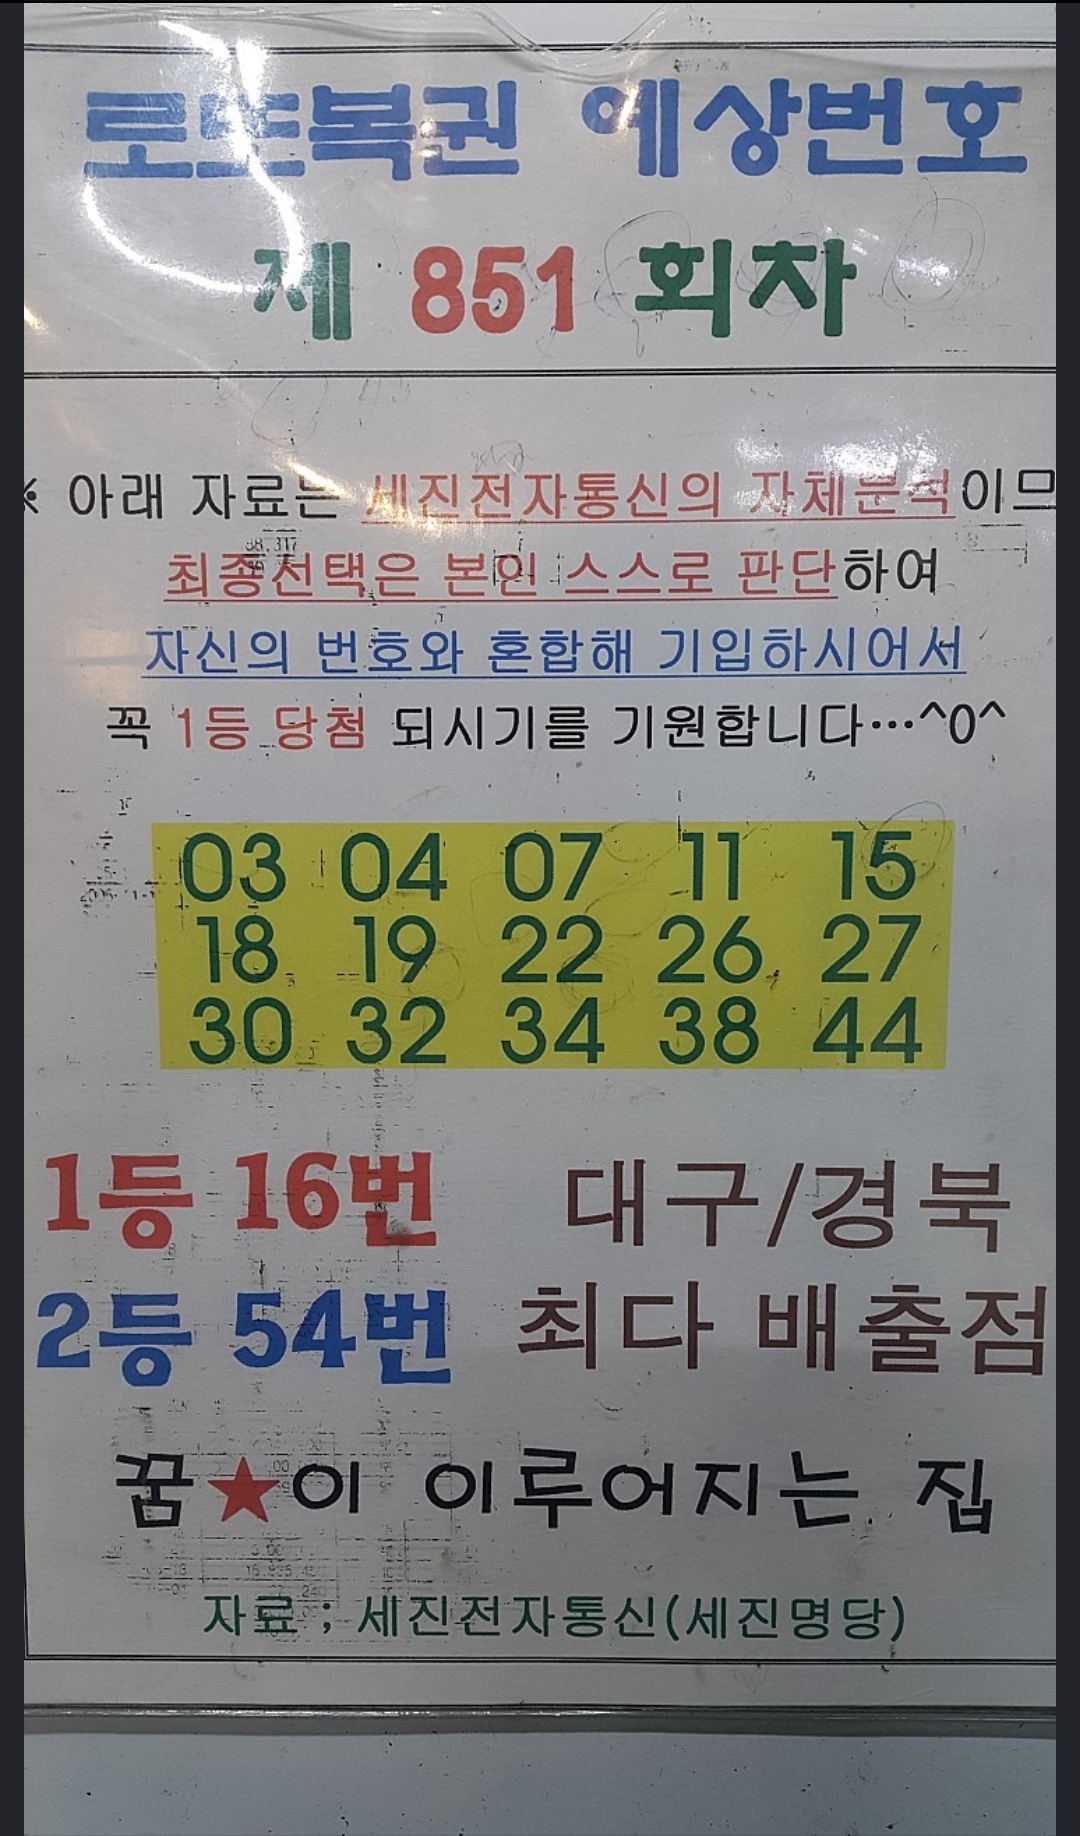 로또복권 예상번호
제 851 회차
※ 아래 자료는 세진전자통신의 자체분석이므
최종선택은 본인 스스로 판단하여
자신의 번호와 혼합해 기입하시어서
꼭 1등 당첨 되시기를 기원합니다…^0^
03 04 07 11 15
18 19 22 26 27
30 32 34 38 44
1등 16번 대구/경북
2등 54번 최다 배출점
꿈★이 이루어지는 집
자료 ; 세진전자통신(세진명당)